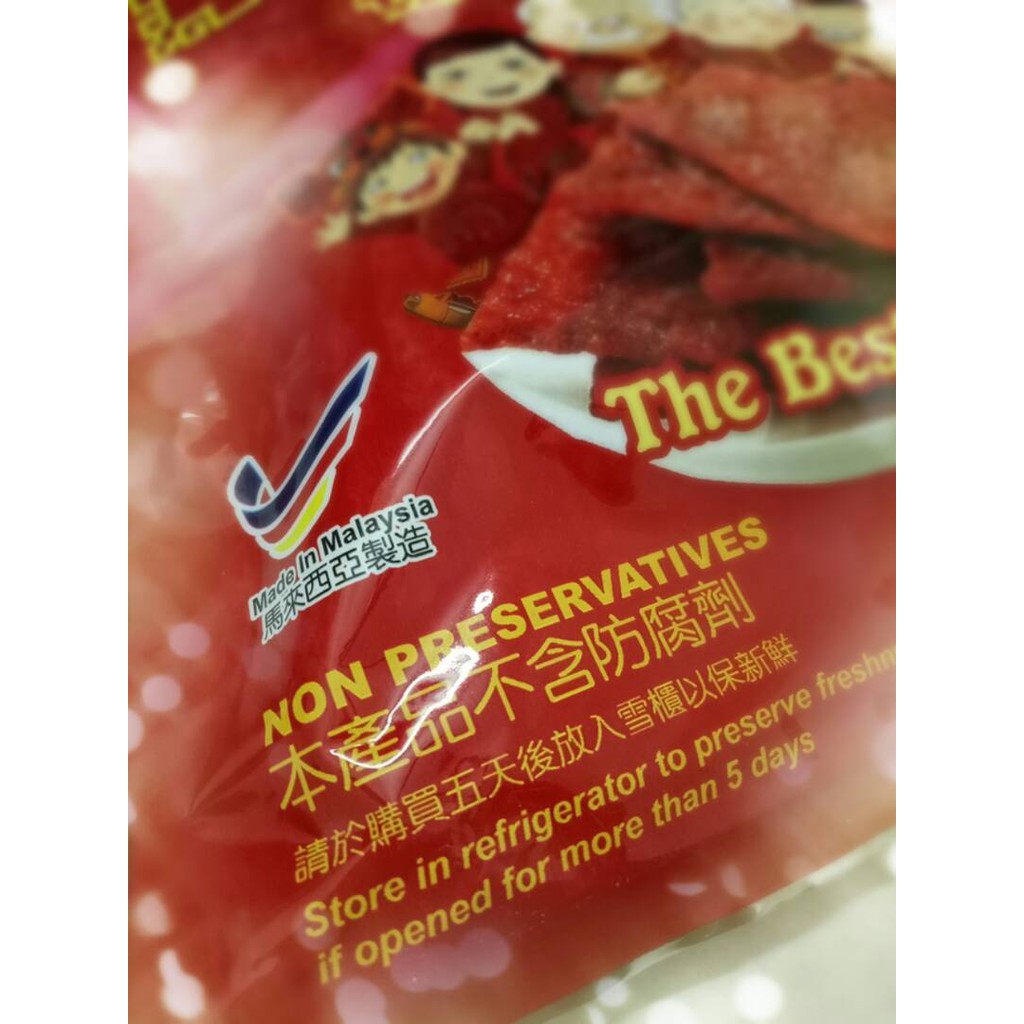 The Bes
Made In Malaysia
馬來西亞製造
NON PRESERVATIVES
本產品不含防腐劑
請於購買五天後放入雪櫃以保新鮮
Store in refrigerator to preserve freshn
if opened for more than 5 days